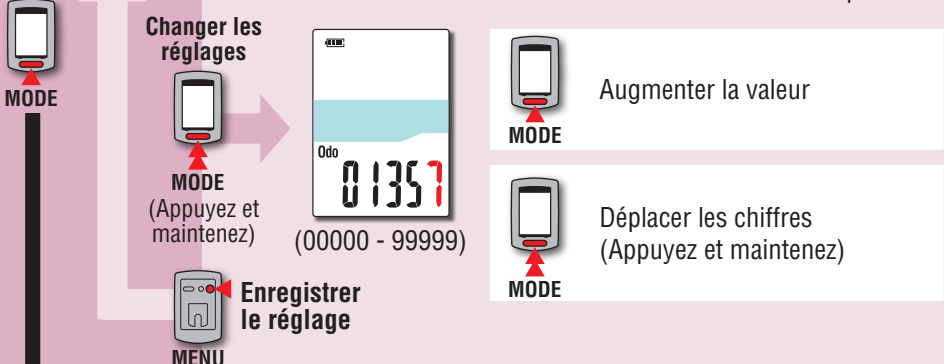 MODE
Changer les
réglages
MODE
(Appuyez et
maintenez)
Odo
01357
(00000 - 99999)
MODE
Augmenter la valeur
MODE
Déplacer les chiffres
(Appuyez et maintenez)
Enregistrer
le réglage
MENU